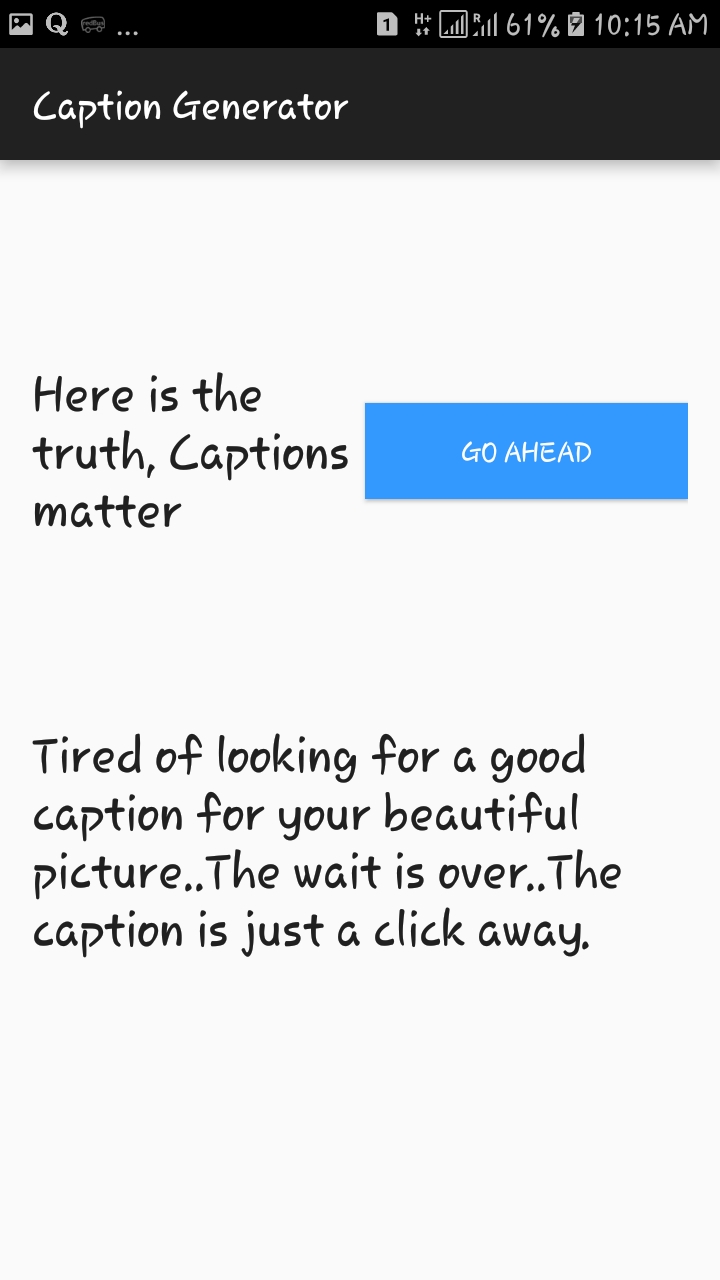 Q redBus ... 1 H+ R 61% 10:15 AM
Caption Generator
Here is the
truth, Captions
matter
GO AHEAD
Tired of looking for a good
caption for your beautiful
picture..The wait is over..The
caption is just a click away.